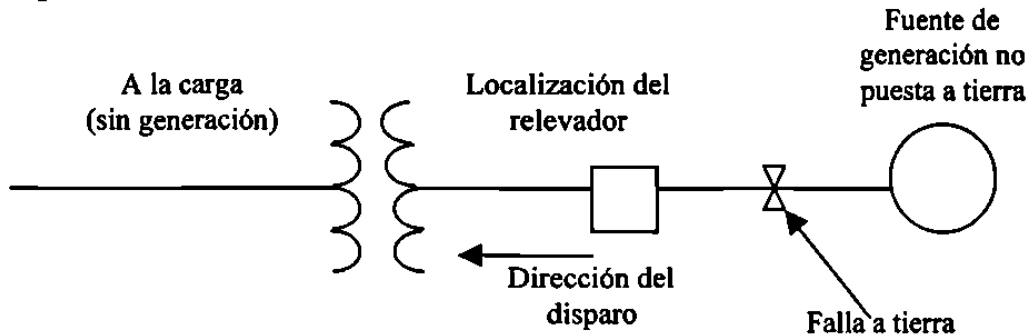 Fuente de
generación no
puesta a tierra
A la carga
(sin generación)
Localización del
relevador
Dirección del
disparo
Falla a tierra